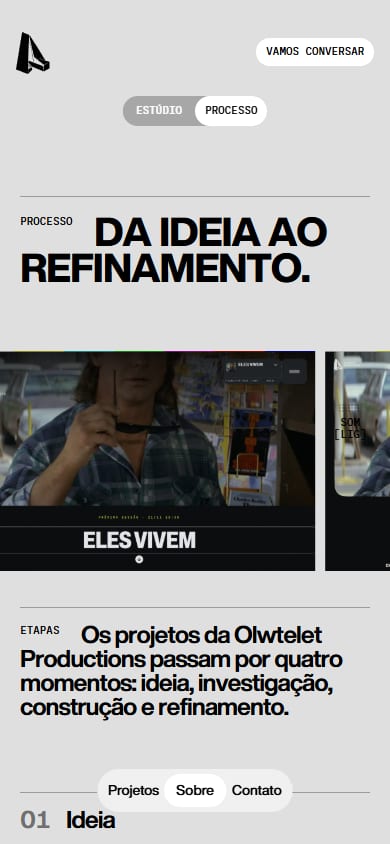 VAMOS CONVERSAR
ESTÚDIO PROCESSO
PROCESSO DA IDEIA AO
REFINAMENTO.
SOM
[LIG]
ELES VIVEM
ETAPAS Os projetos da Olwtelet
Productions passam por quatro
momentos: ideia, investigação,
construção e refinamento.
Projetos Sobre Contato
01 Ideia